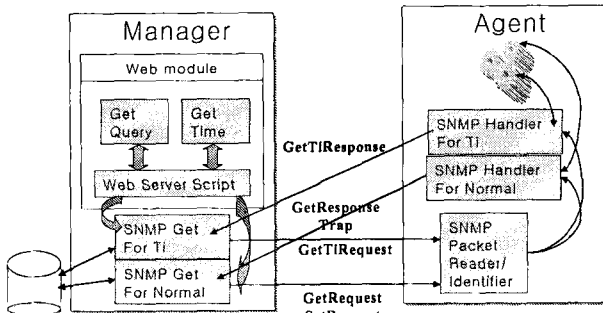 Manager
Agent
Web module
Get
Query
Get
Time
Web Server Script
SNMP Get
For TI
SNMP Get
For Normal
GetTIResponse
GetResponse
Trap
GetTIRequest
GetRequest
SNMP Handler
For TI
SNMP Handler
For Normal
SNMP
Packet
Reader/
Identifier